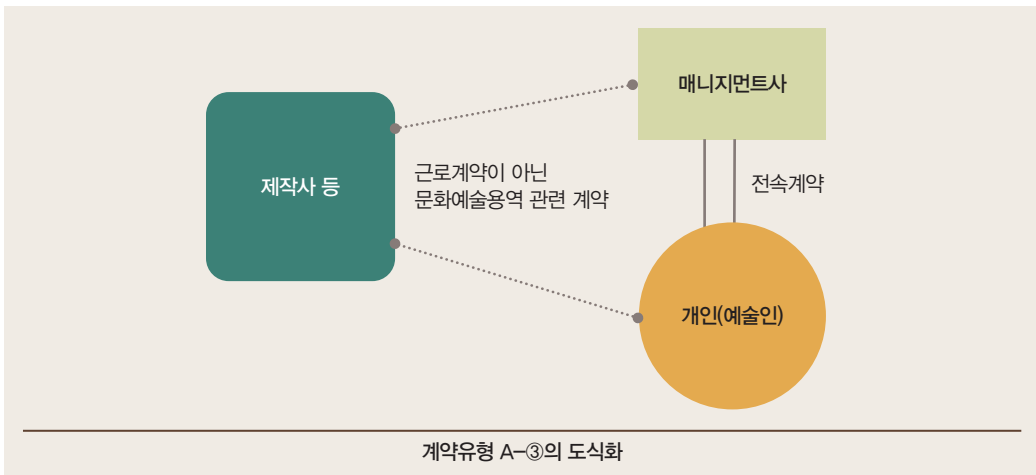 매니지먼트사
제작사 등
근로계약이 아닌
문화예술용역 관련 계약
전속계약
개인(예술인)
계약유형 A-③의 도식화